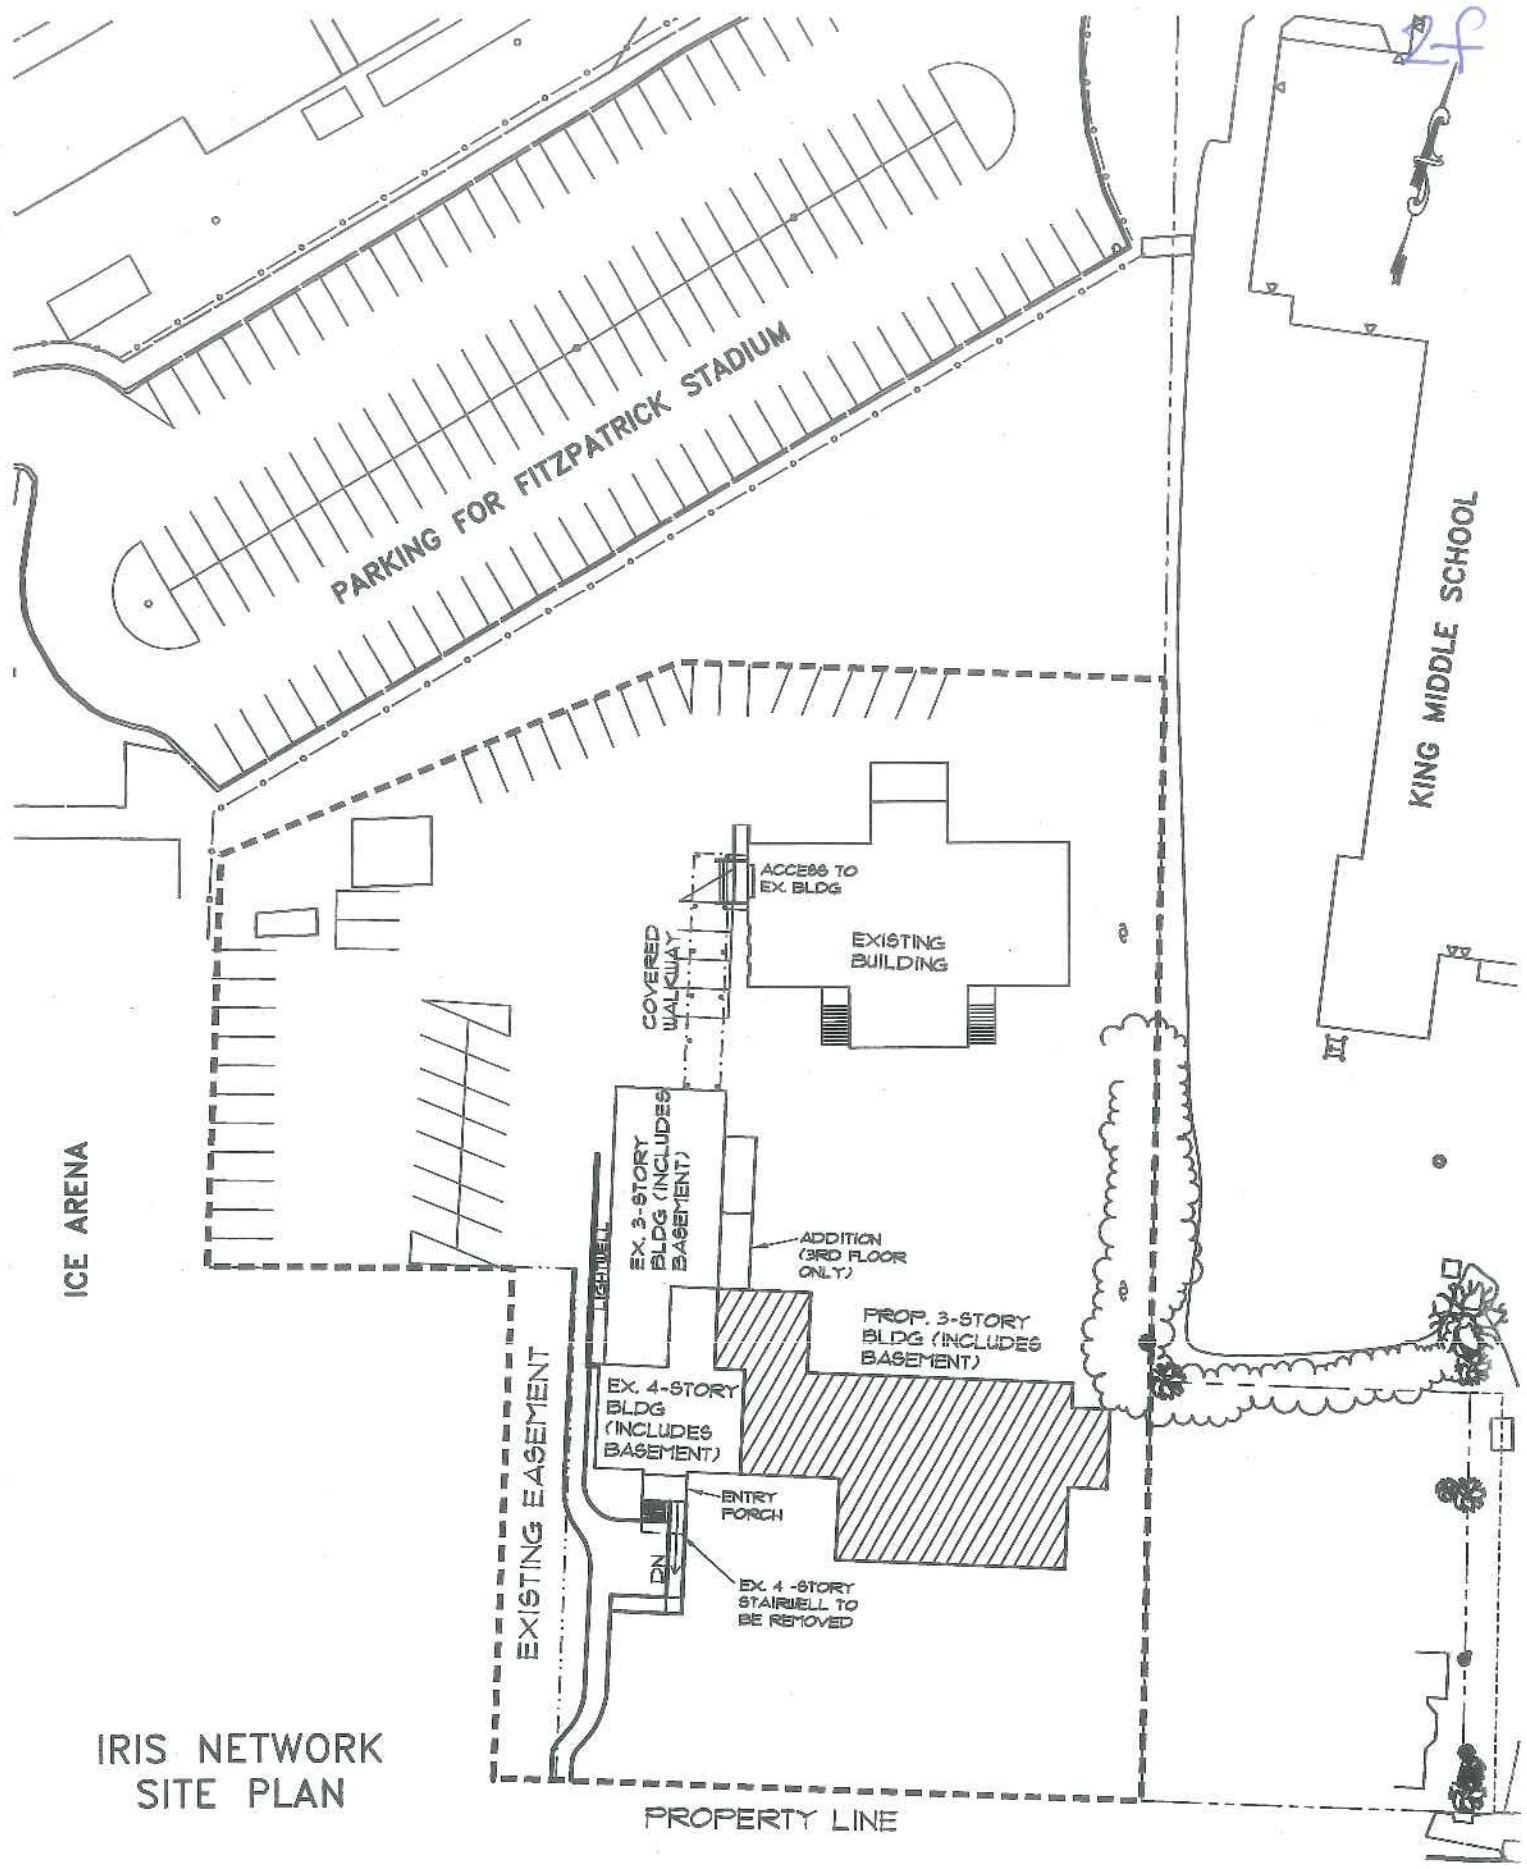 2f
PARKING FOR FITZPATRICK STADIUM
KING MIDDLE SCHOOL
ACCESS TO
EX. BLDG
EXISTING
BUILDING
COVERED
WALKWAY
EX. 3-STORY
BLDG (INCLUDES
BASEMENT)
ICE ARENA
LIGHTWELL
ADDITION
(3RD FLOOR
ONLY)
PROP. 3-STORY
BLDG (INCLUDES
BASEMENT)
EX. 4-STORY
BLDG
(INCLUDES
BASEMENT)
EXISTING EASEMENT
ENTRY
PORCH
DN
EX. 4 -STORY
STAIRWELL TO
BE REMOVED
IRIS NETWORK
SITE PLAN
PROPERTY LINE